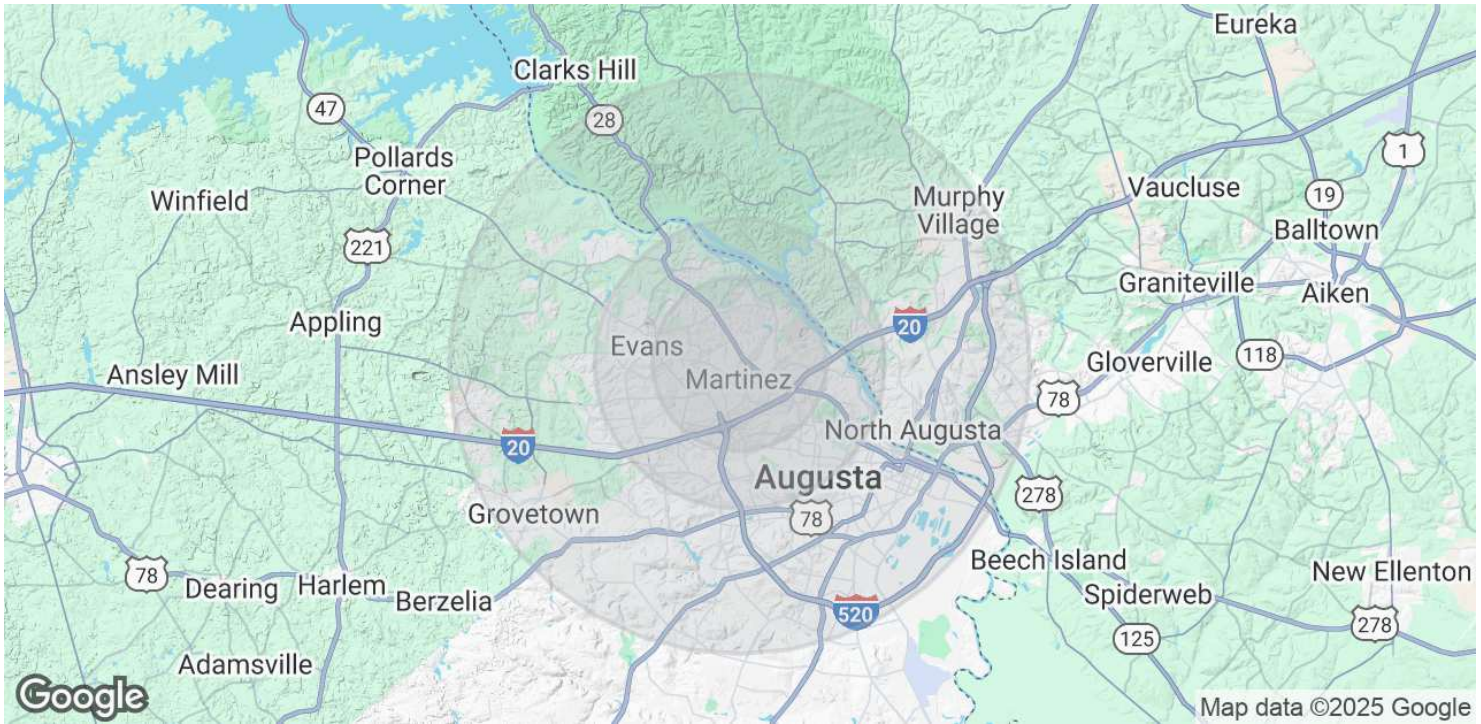 Eureka
Clarks Hill
47
28
1
Pollards
Corner
Winfield
Murphy
Village
Vaucluse
19
Balltown
221
Graniteville
Aiken
Appling
20
Evans
118
Gloverville
Ansley Mill
Martinez
78
North Augusta
20
Augusta
278
Grovetown
78
Beech Island
New Ellenton
78
Dearing
Harlem
Berzelia
Spiderweb
520
278
125
Adamsville
Google
Map data ©2025 Google